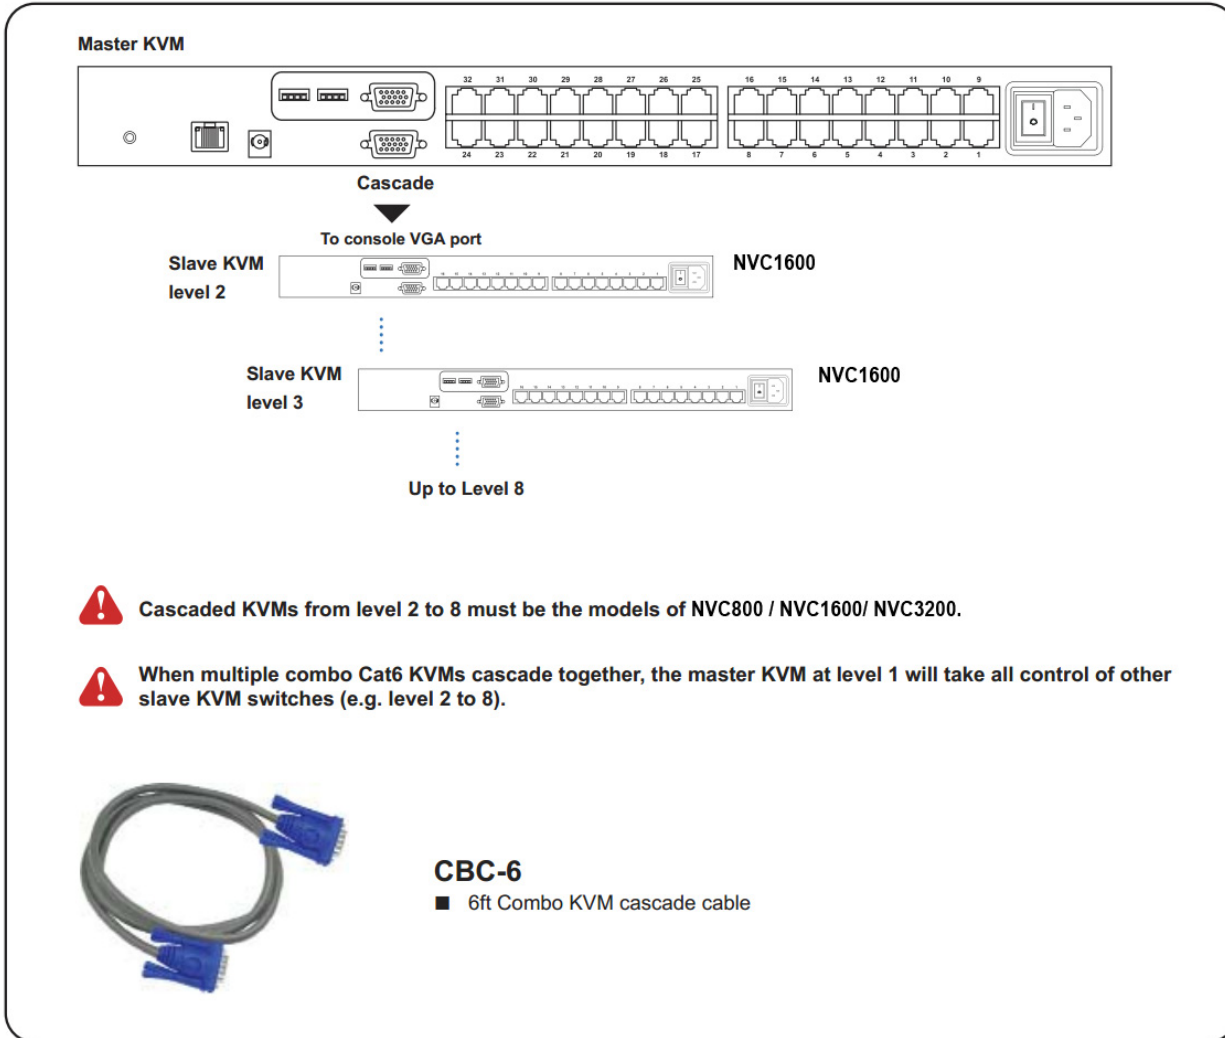 Master KVM
32 31 30 29 28 27 26 25 16 15 14 13 12 11 10 9
24 23 22 21 20 19 18 17 8 7 6 5 4 3 2 1
Cascade
To console VGA port
Slave KVM
level 2
NVC1600
Slave KVM
level 3
NVC1600
Up to Level 8
Cascaded KVMs from level 2 to 8 must be the models of NVC800 / NVC1600/ NVC3200.
When multiple combo Cat6 KVMs cascade together, the master KVM at level 1 will take all control of other
slave KVM switches (e.g. level 2 to 8).
CBC-6
■ 6ft Combo KVM cascade cable